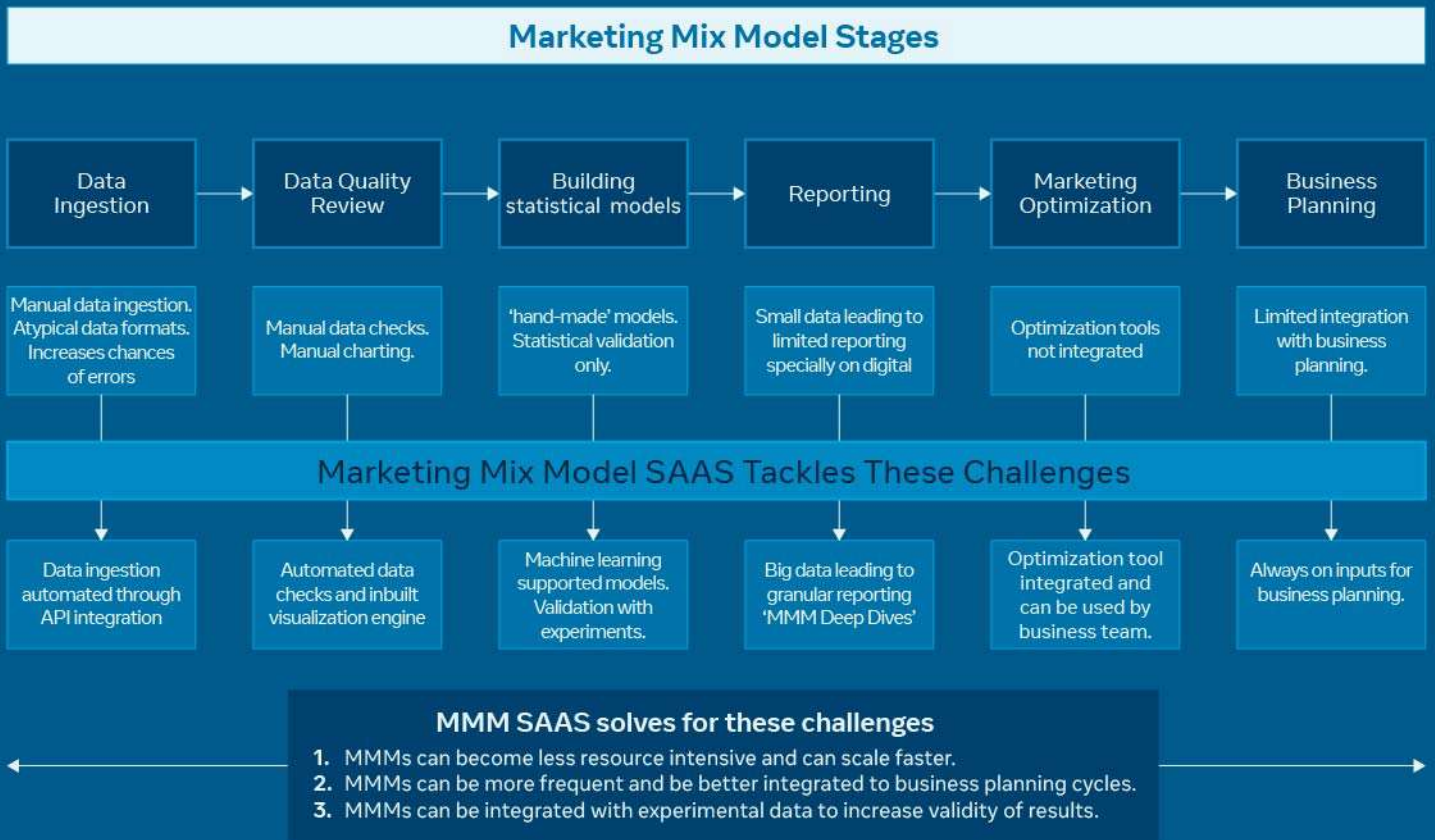 Marketing Mix Model Stages
Data
Ingestion
Data Quality
Review
Building
statistical models
Reporting
Marketing
Optimization
Business
Planning
Manual data ingestion.
Atypical data formats.
Increases chances
of errors
Manual data checks.
Manual charting.
‘hand-made’ models.
Statistical validation
only.
Small data leading to
limited reporting
specially on digital
Optimization tools
not integrated
Limited integration
with business
planning.
Marketing Mix Model SAAS Tackles These Challenges
Data ingestion
automated through
API integration
Automated data
checks and inbuilt
visualization engine
Machine learning
supported models.
Validation with
experiments.
Big data leading to
granular reporting
‘MMM Deep Dives’
Optimization tool
integrated and
can be used by
business team.
Always on inputs for
business planning.
MMM SAAS solves for these challenges
1. MMMs can become less resource intensive and can scale faster.
2. MMMs can be more frequent and be better integrated to business planning cycles.
3. MMMs can be integrated with experimental data to increase validity of results.